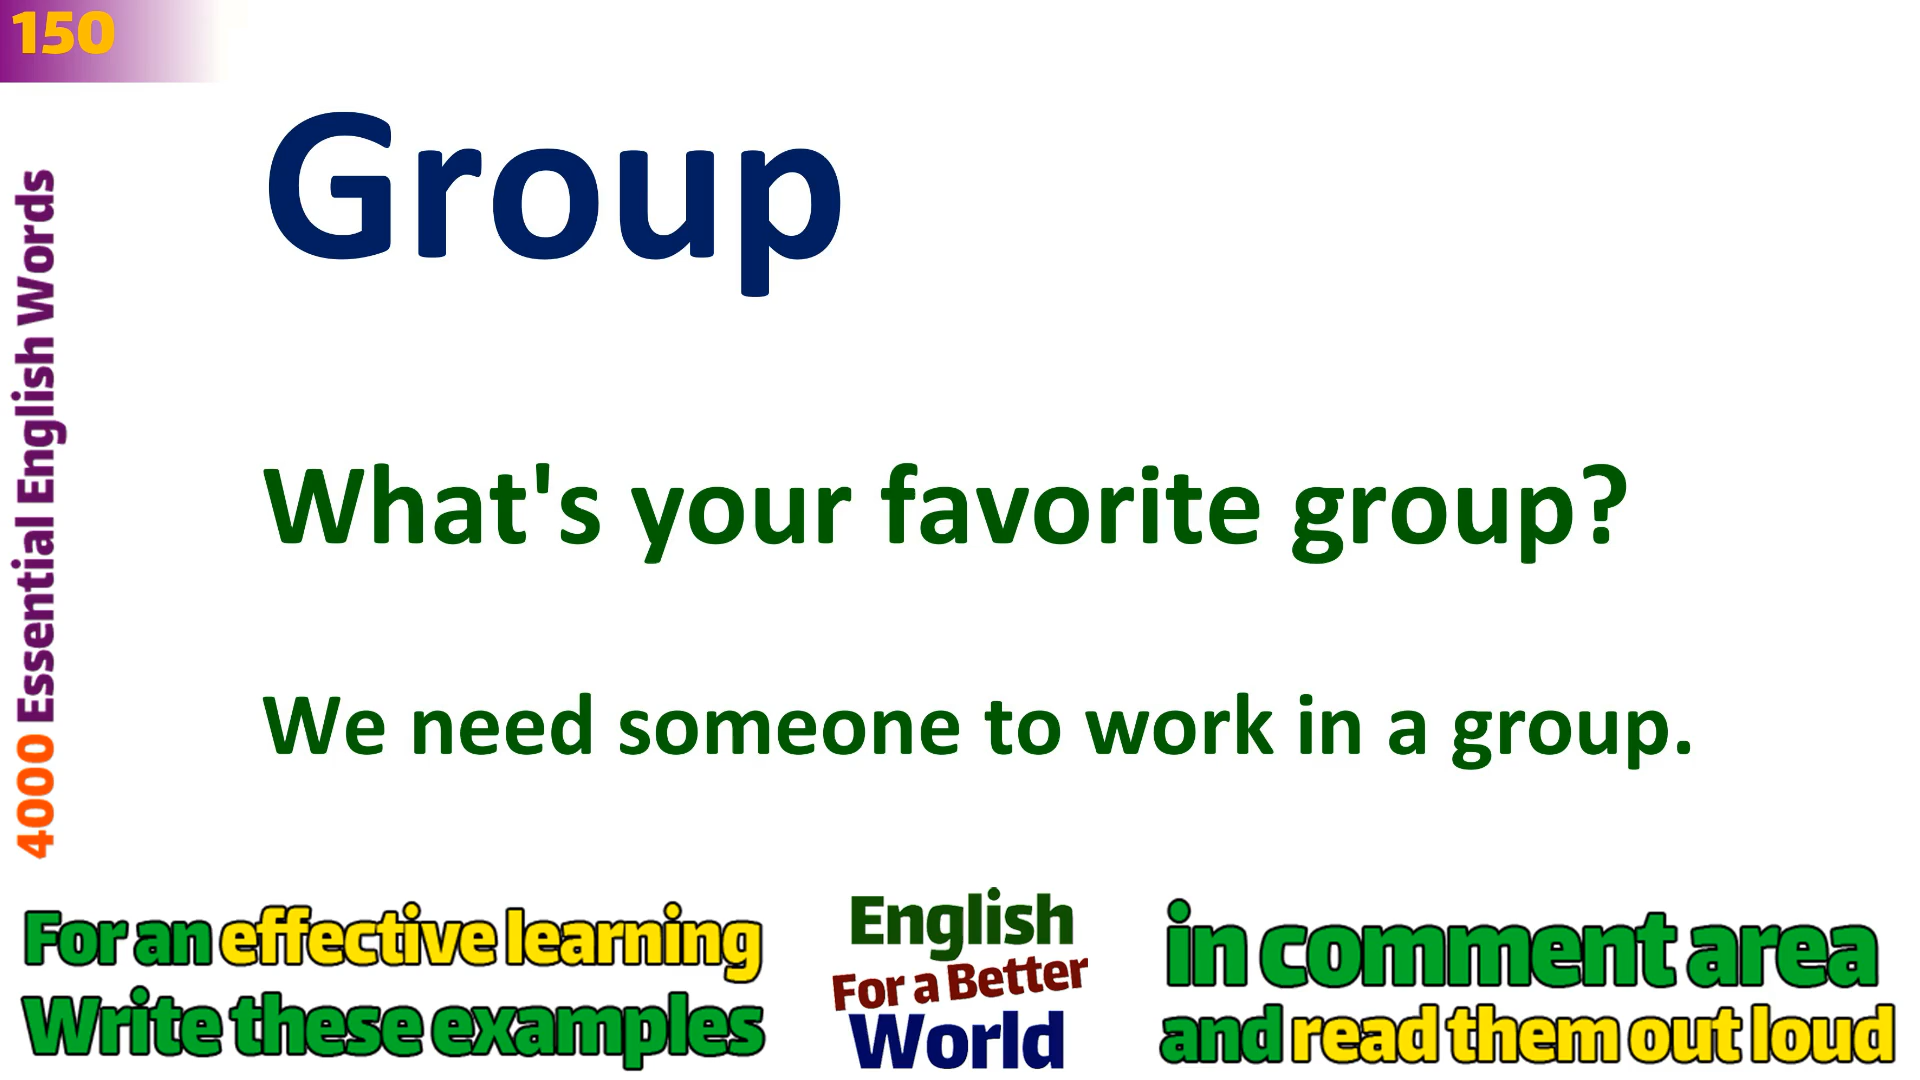 150
4000 Essential English Words
Group
What's your favorite group?
We need someone to work in a group.
For an effective learning
Write these examples
English
For a Better
World
in comment area
and read them out loud